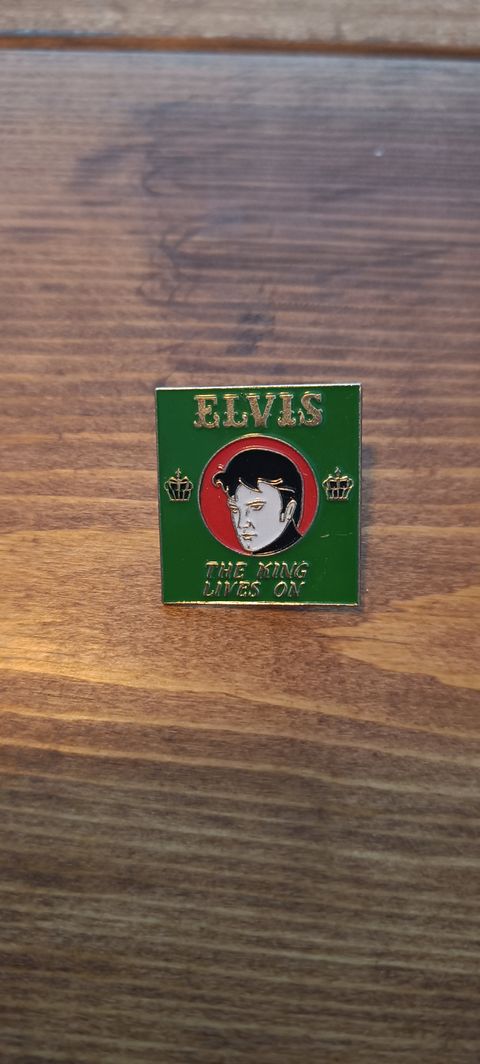 ELVIS
THE KING
LIVES ON